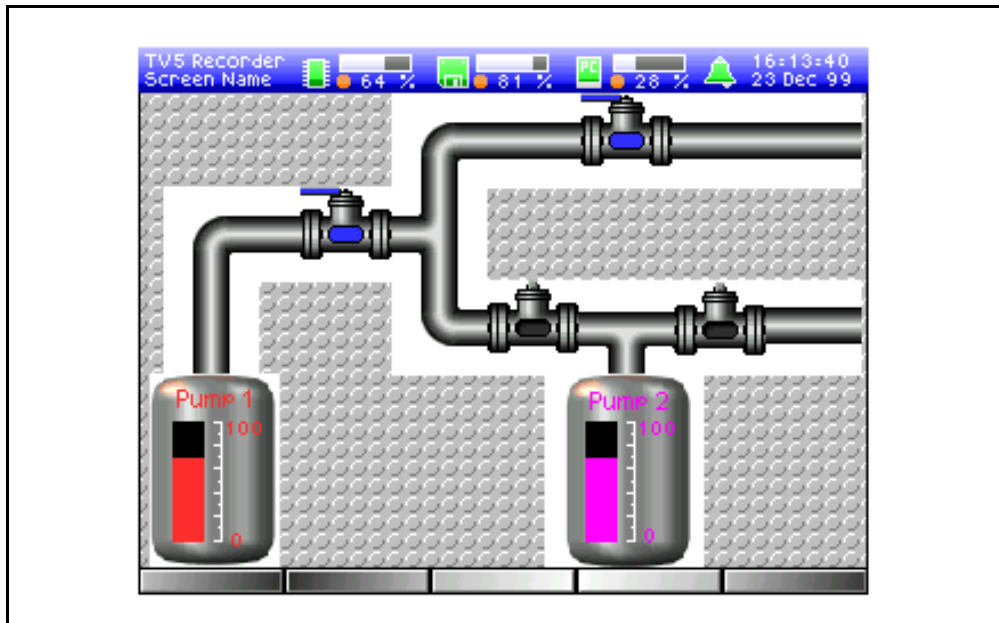 TV5 Recorder
Screen Name
64 %
81 %
PC
28 %
16:13:40
23 Dec 99
Pump 1
100
0
Pump 2
100
0